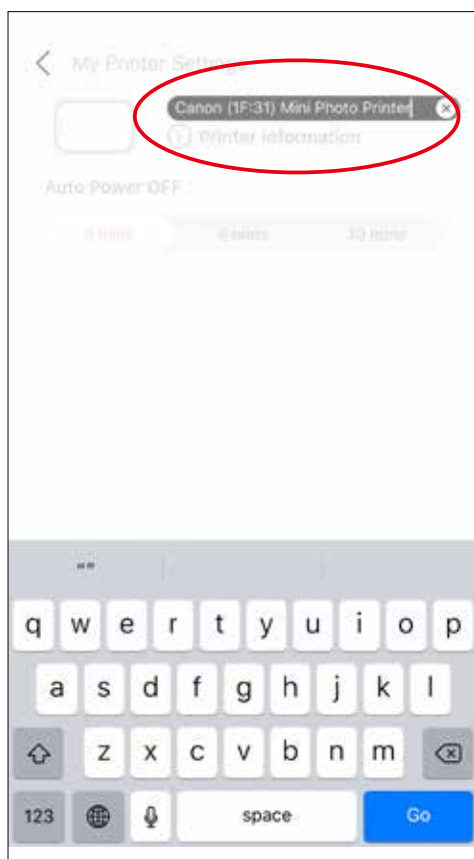 My Printer Settings
Canon (1F:31) Mini Photo Printer
Printer Information
Auto Power OFF :
3 mins 5 mins 10 mins
“”
q w e r t y u i o p
a s d f g h j k l
z x c v b n m
123 space Go